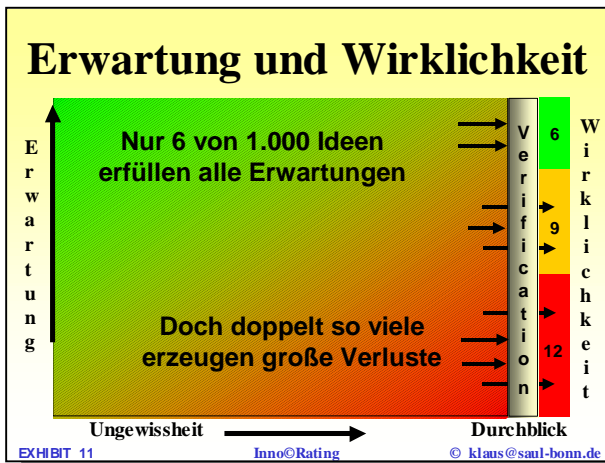 Erwartung und Wirklichkeit
Erwartung
Nur 6 von 1.000 Ideen
erfüllen alle Erwartungen
Doch doppelt so viele
erzeugen große Verluste
Verification
6
9
12
Wirklichkeit
Ungewissheit
Durchblick
EXHIBIT 11
Inno©Rating
© klaus@saul-bonn.de